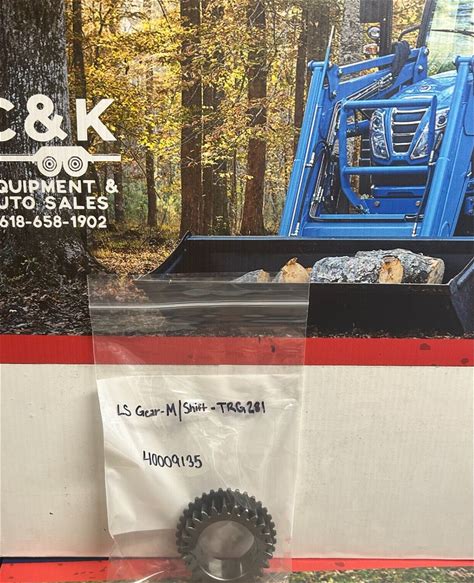 C&K
EQUIPMENT &
AUTO SALES
618-658-1902
LS Gear-M/Shift-TRG281
40009135